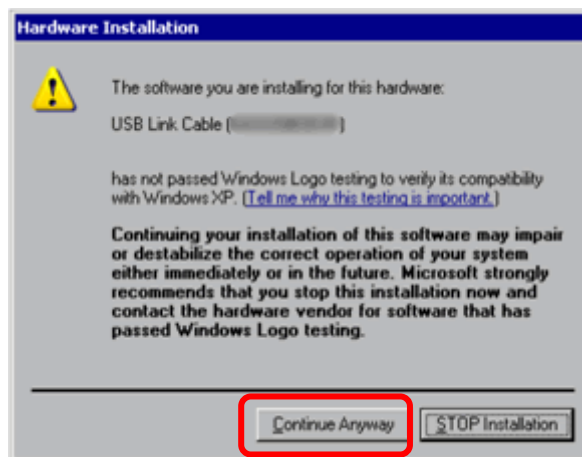 Hardware Installation
The software you are installing for this hardware:
USB Link Cable (                )
has not passed Windows Logo testing to verify its compatibility
with Windows XP. (Tell me why this testing is important.)
Continuing your installation of this software may impair
or destabilize the correct operation of your system
either immediately or in the future. Microsoft strongly
recommends that you stop this installation now and
contact the hardware vendor for software that has
passed Windows Logo testing.
Continue Anyway STOP Installation